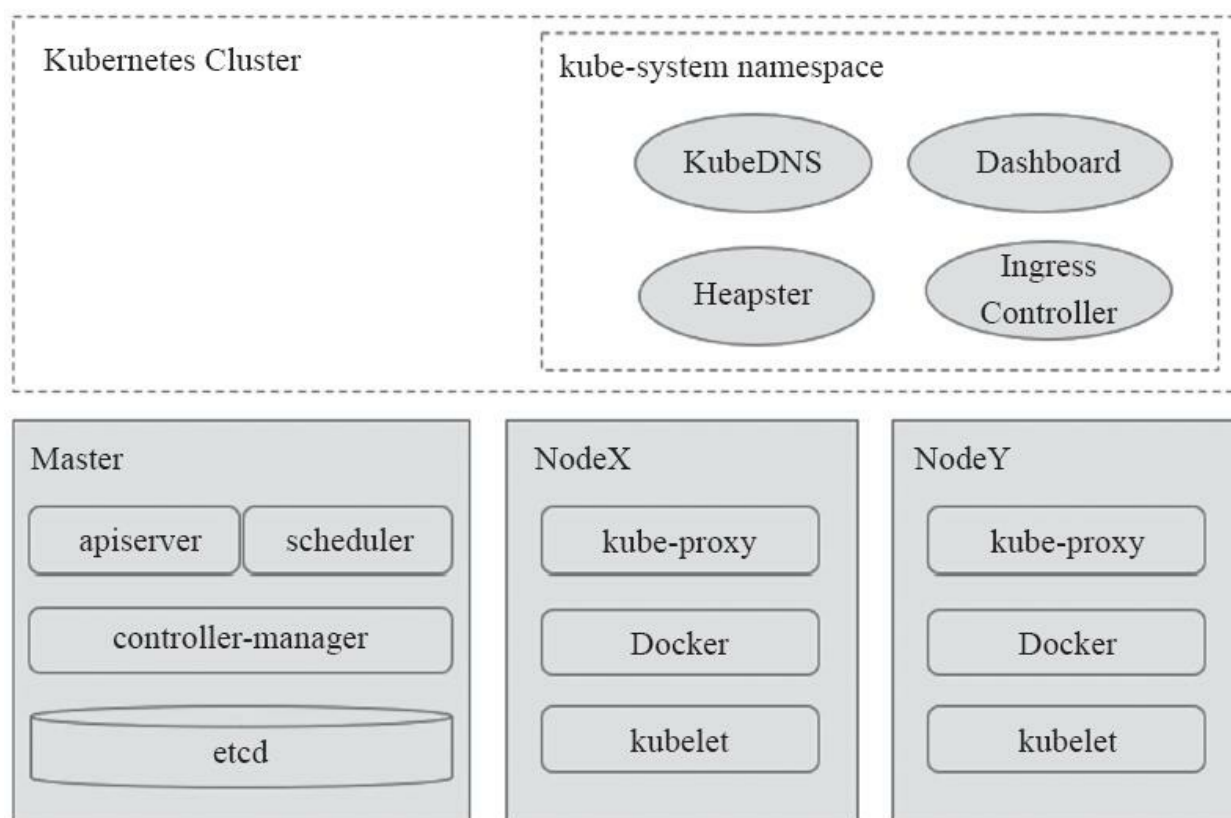 Kubernetes Cluster
kube-system namespace
KubeDNS
Dashboard
Heapster
Ingress
Controller
Master
apiserver
scheduler
controller-manager
etcd
NodeX
kube-proxy
Docker
kubelet
NodeY
kube-proxy
Docker
kubelet